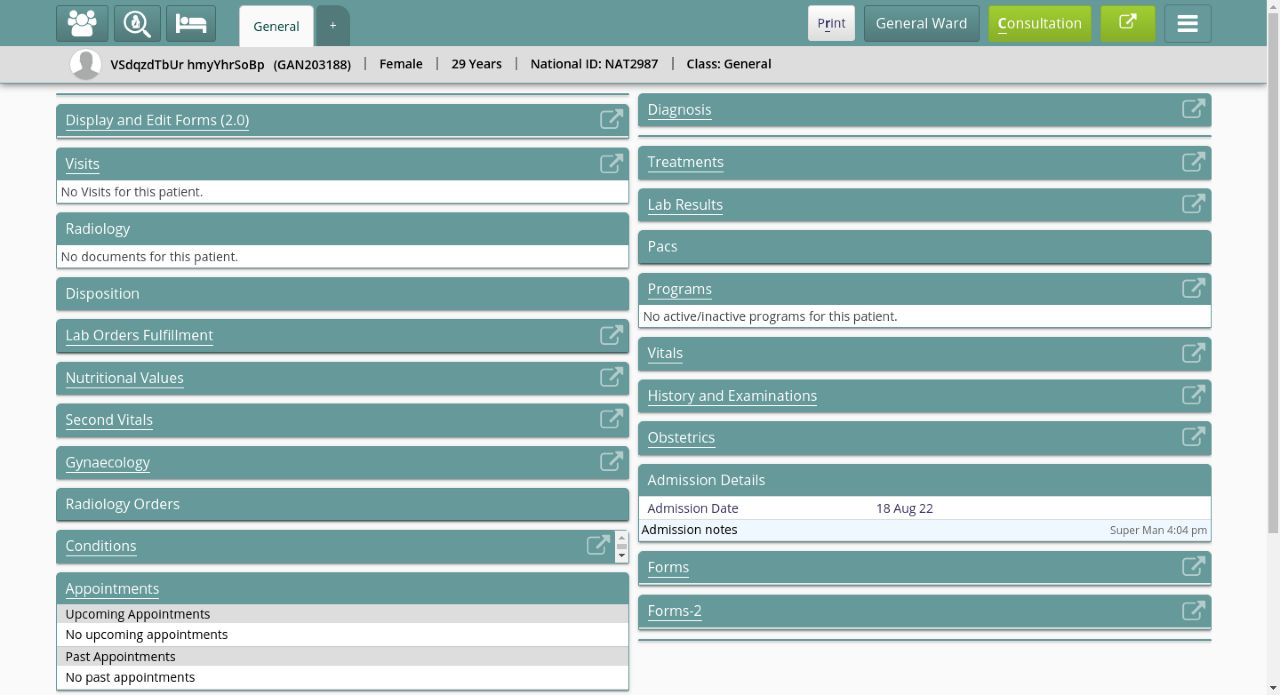 General
+
Print
General Ward
Consultation
VSdqzdTbUr hmyYhrSoBp (GAN203188) | Female | 29 Years | National ID: NAT2987 | Class: General
Display and Edit Forms (2.0)
Visits
No Visits for this patient.
Radiology
No documents for this patient.
Disposition
Lab Orders Fulfillment
Nutritional Values
Second Vitals
Gynaecology
Radiology Orders
Conditions
Appointments
Upcoming Appointments
No upcoming appointments
Past Appointments
No past appointments
Diagnosis
Treatments
Lab Results
Pacs
Programs
No active/inactive programs for this patient.
Vitals
History and Examinations
Obstetrics
Admission Details
Admission Date 18 Aug 22
Admission notes Super Man 4:04 pm
Forms
Forms-2